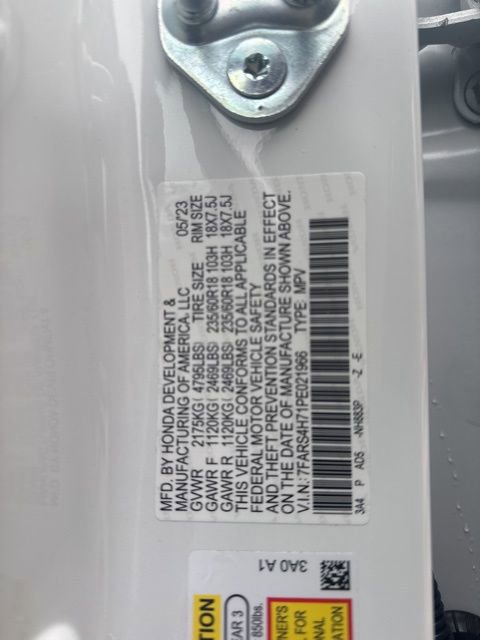 MFD. BY HONDA DEVELOPMENT &
MANUFACTURING OF AMERICA, LLC 05/23
GVWR 2175KG( 4795LBS) TIRE SIZE RIM SIZE
GAWR F 1120KG( 2469LBS) 235/60R18 103H 18X7.5J
GAWR R 1120KG( 2469LBS) 235/60R18 103H 18X7.5J
THIS VEHICLE CONFORMS TO ALL APPLICABLE
FEDERAL MOTOR VEHICLE SAFETY
AND THEFT PREVENTION STANDARDS IN EFFECT
ON THE DATE OF MANUFACTURE SHOWN ABOVE.
V.I.N: 7FARS4H71PE021966 TYPE: MPV
3A4 P AD5 -NH883P -Z -E
3A0 A1
850lbs.